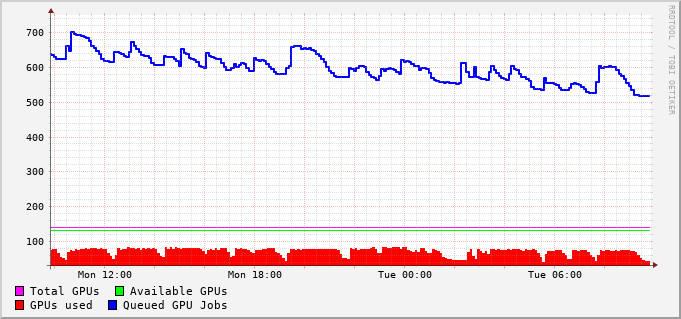 700
600
500
400
300
200
100
Mon 12:00 Mon 18:00 Tue 00:00 Tue 06:00
Total GPUs Available GPUs
GPUs used Queued GPU Jobs
RRDTOOL / TOBI OETIKER